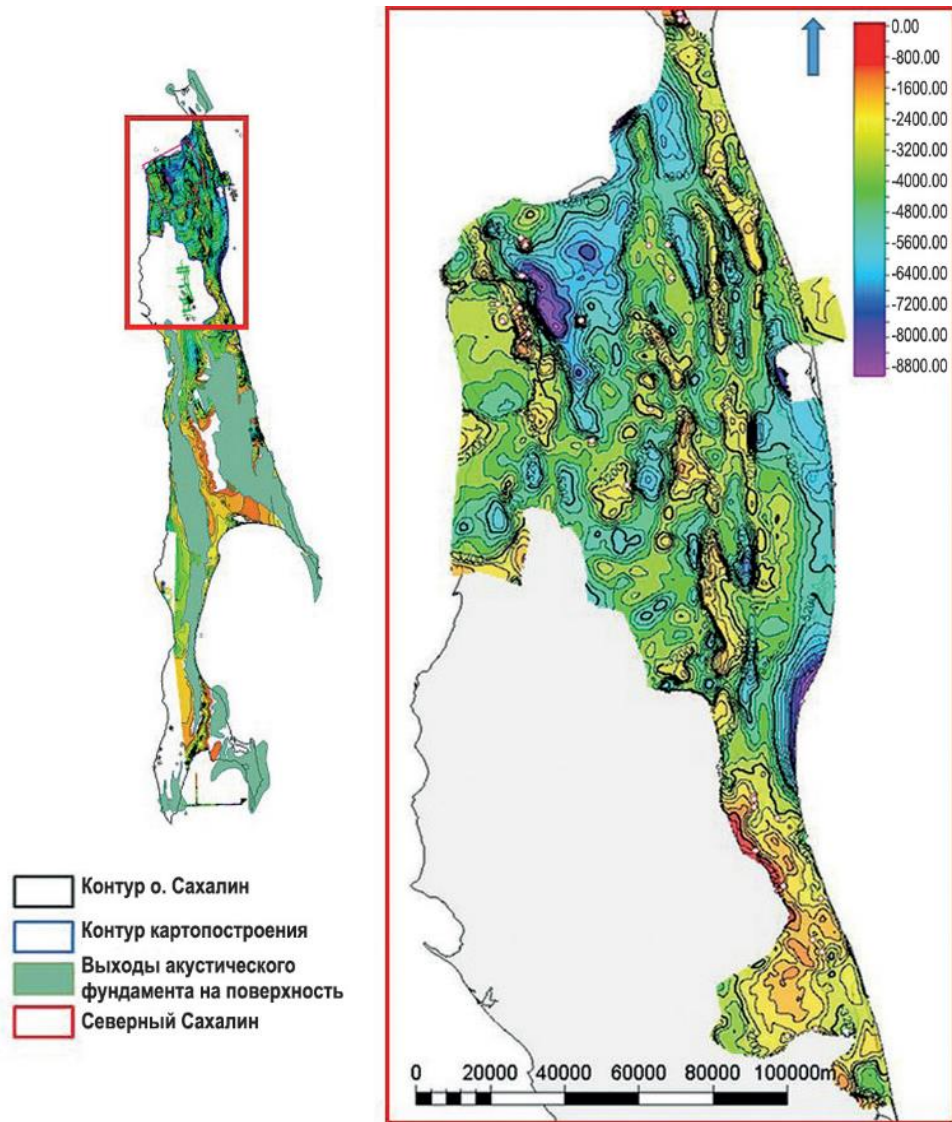 0.00
-800.00
-1600.00
-2400.00
-3200.00
-4000.00
-4800.00
-5600.00
-6400.00
-7200.00
-8000.00
-8800.00
Контур о. Сахалин
Контур картопостроения
Выходы акустического
фундамента на поверхность
Северный Сахалин
0 20000 40000 60000 80000 100000m